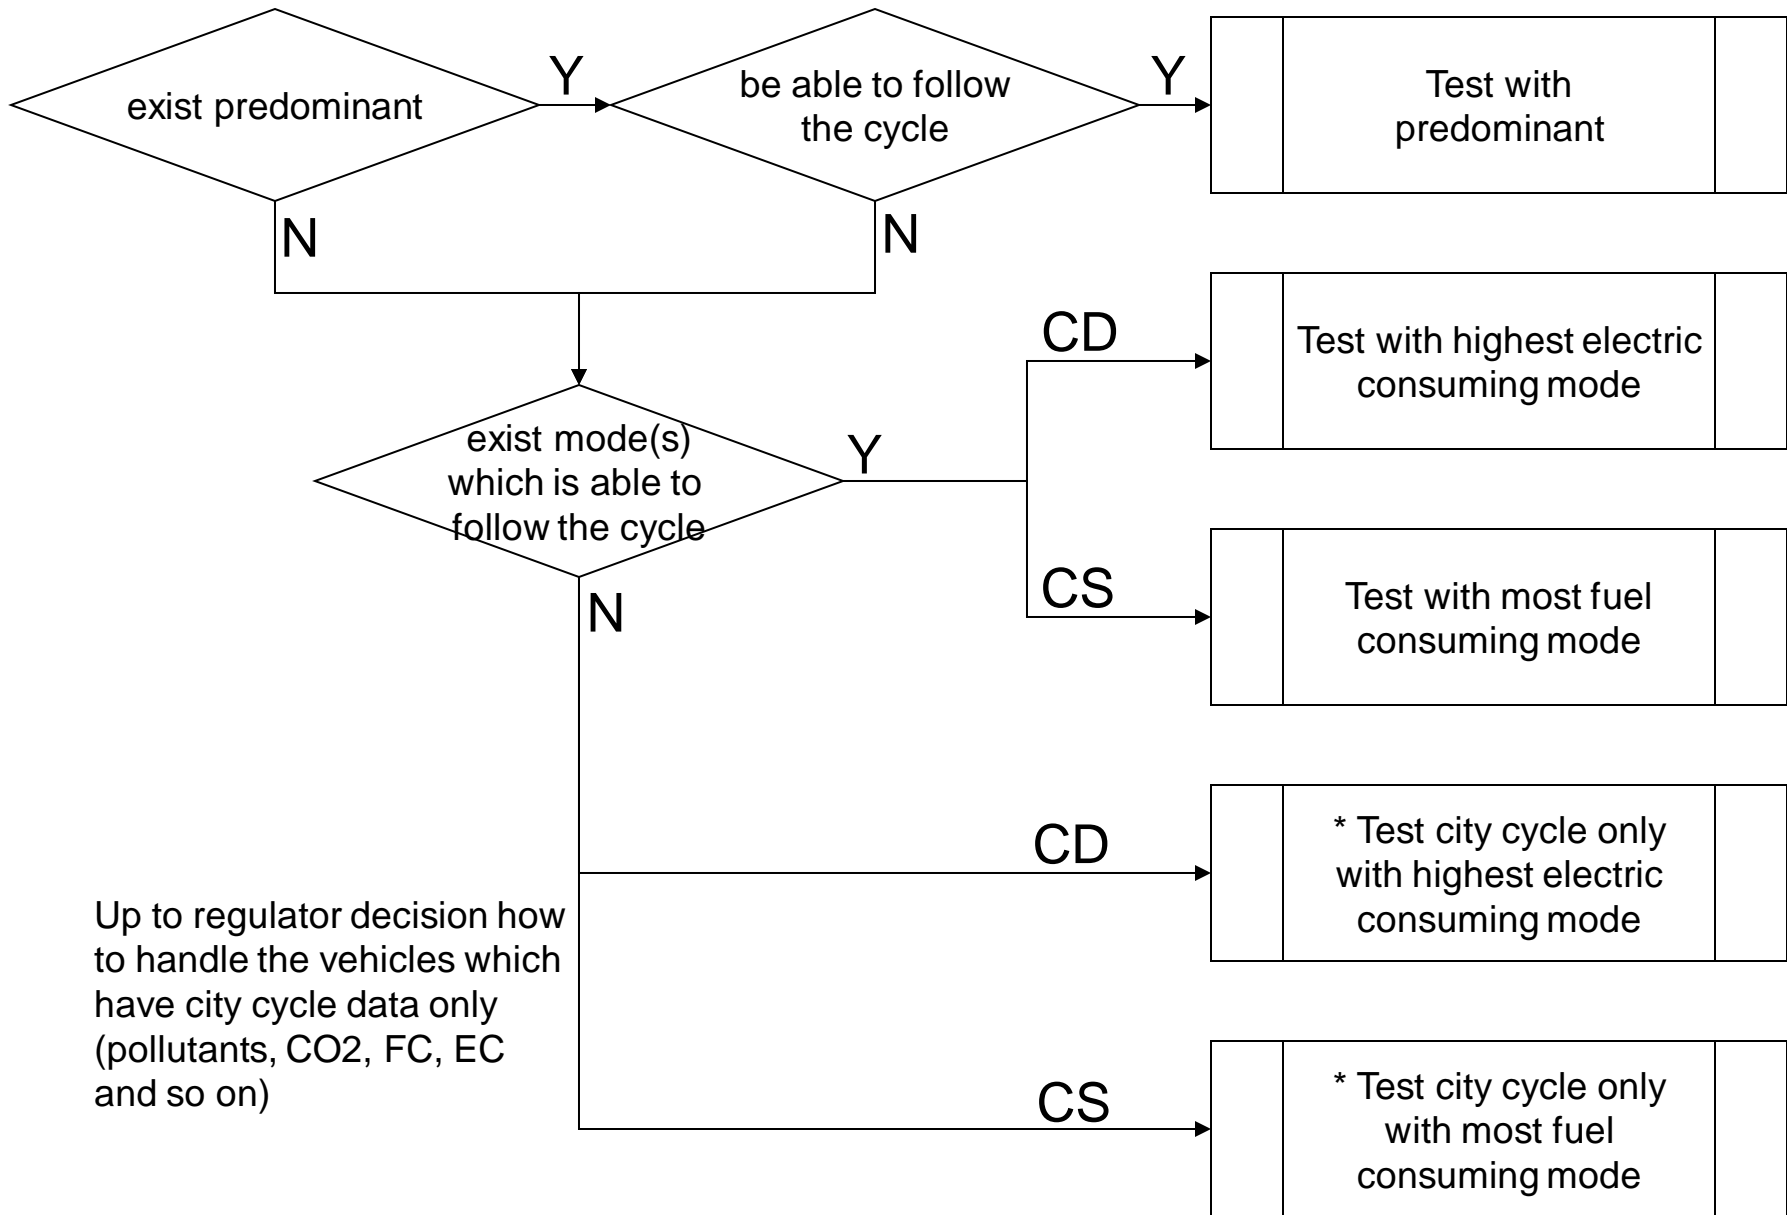 exist predominant
Y
be able to follow
the cycle
Y
Test with
predominant
N
N
CD
Test with highest electric
consuming mode
exist mode(s)
which is able to
follow the cycle
Y
CS
Test with most fuel
consuming mode
N
CD
* Test city cycle only
with highest electric
consuming mode
Up to regulator decision how
to handle the vehicles which
have city cycle data only
(pollutants, CO2, FC, EC
and so on)
CS
* Test city cycle only
with most fuel
consuming mode